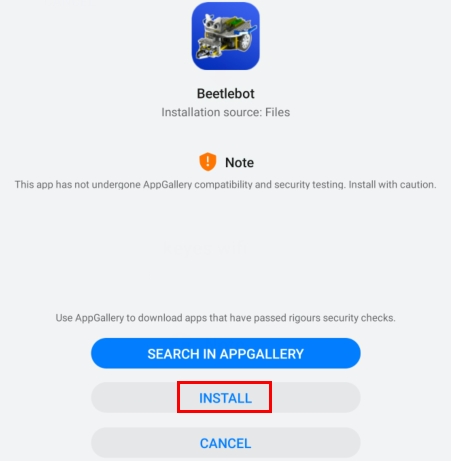 Beetlebot
Installation source: Files
Note
This app has not undergone AppGallery compatibility and security testing. Install with caution.
Use AppGallery to download apps that have passed rigours security checks.
SEARCH IN APPGALLERY
INSTALL
CANCEL